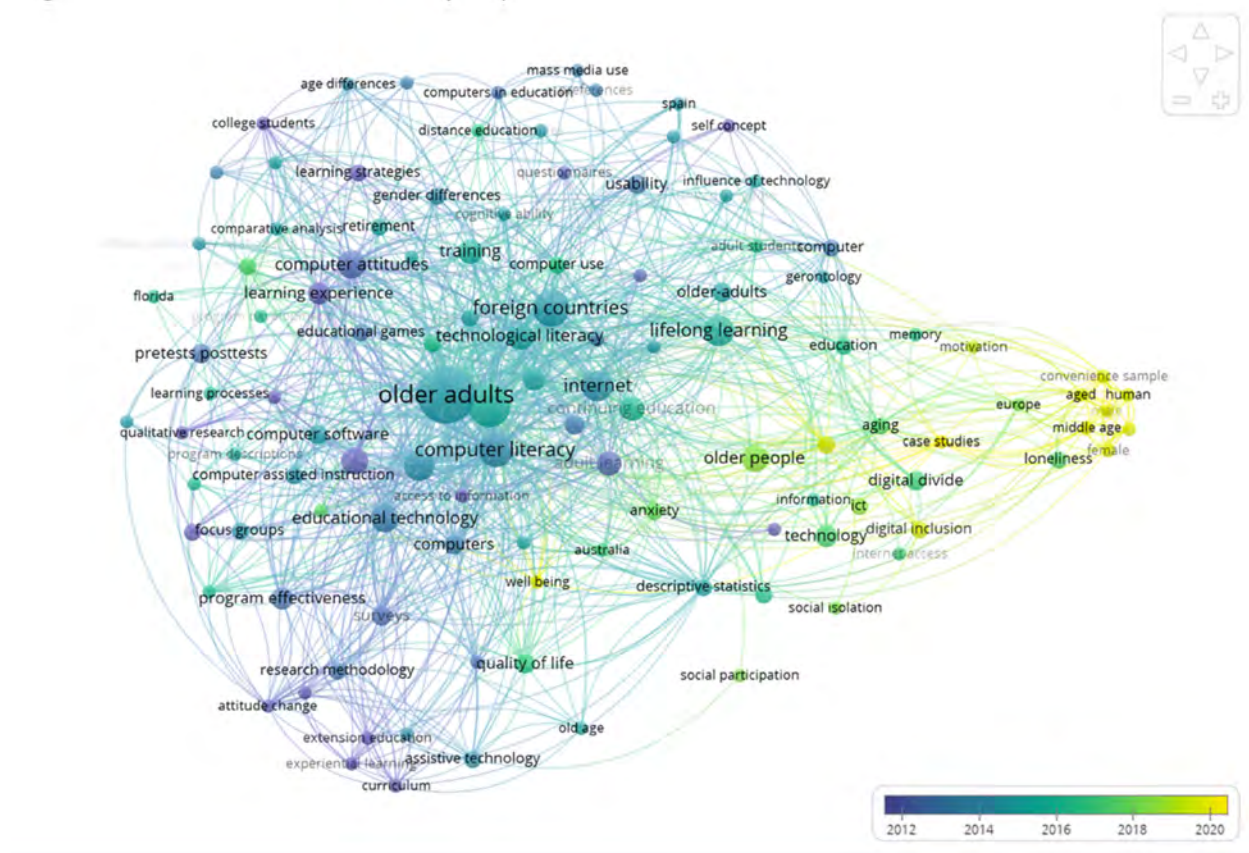 mass media use
age differences
computers in education
spain
college students
distance education
self concept
learning strategies
questionnaires
usability
influence of technology
gender differences
cognitive ability
comparative analysis
retirement
adult students
computer
training
computer attitudes
computer use
gerontology
florida
learning experience
older-adults
foreign countries
educational games
technological literacy
lifelong learning
memory
education
motivation
pretests posttests
convenience sample
internet
learning processes
older adults
aged
human
continuing education
europe
aging
middle age
qualitative research
computer software
case studies
computer literacy
female
program descriptions
adult learning
older people
loneliness
computer assisted instruction
digital divide
access to information
information
ict
anxiety
educational technology
focus groups
digital inclusion
technology
computers
australia
internet access
well being
descriptive statistics
program effectiveness
social isolation
surveys
quality of life
research methodology
social participation
attitude change
old age
extension education
assistive technology
experiential learning
curriculum
2012
2014
2016
2018
2020